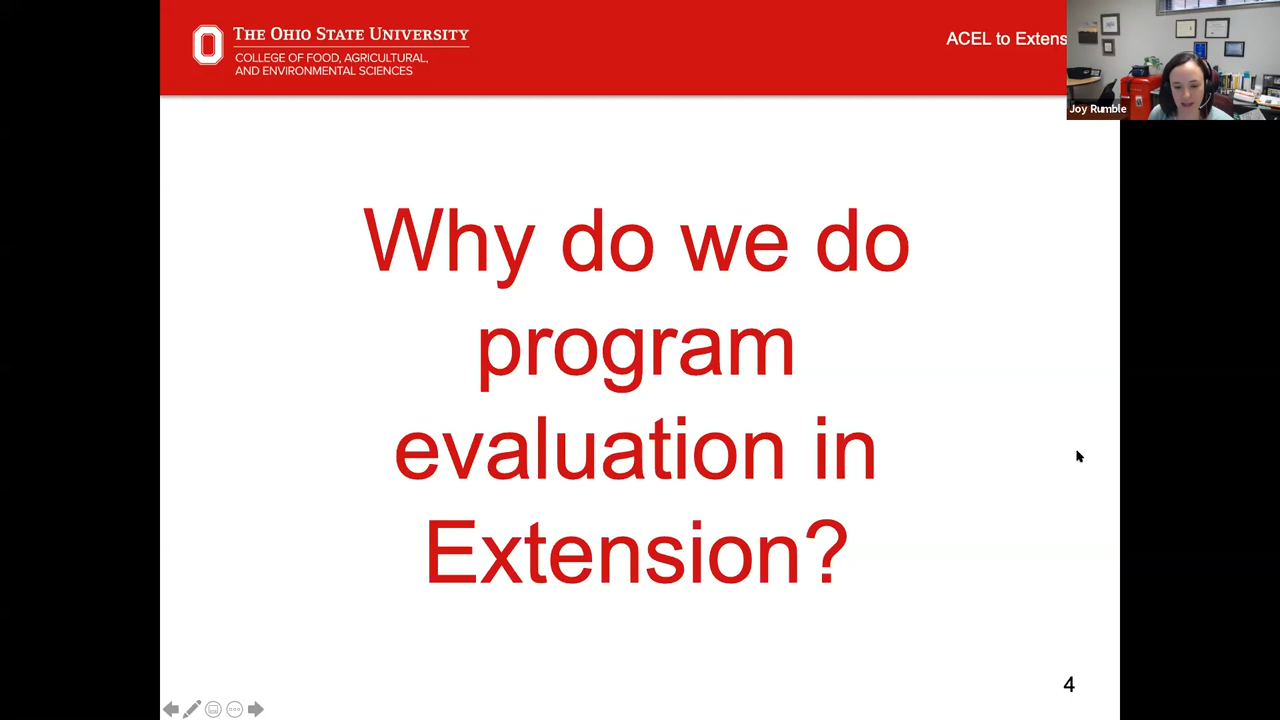 THE OHIO STATE UNIVERSITY
COLLEGE OF FOOD, AGRICULTURAL,
AND ENVIRONMENTAL SCIENCES
ACEL to Extens
Joy Rumble
Why do we do
program
evaluation in
Extension?
4